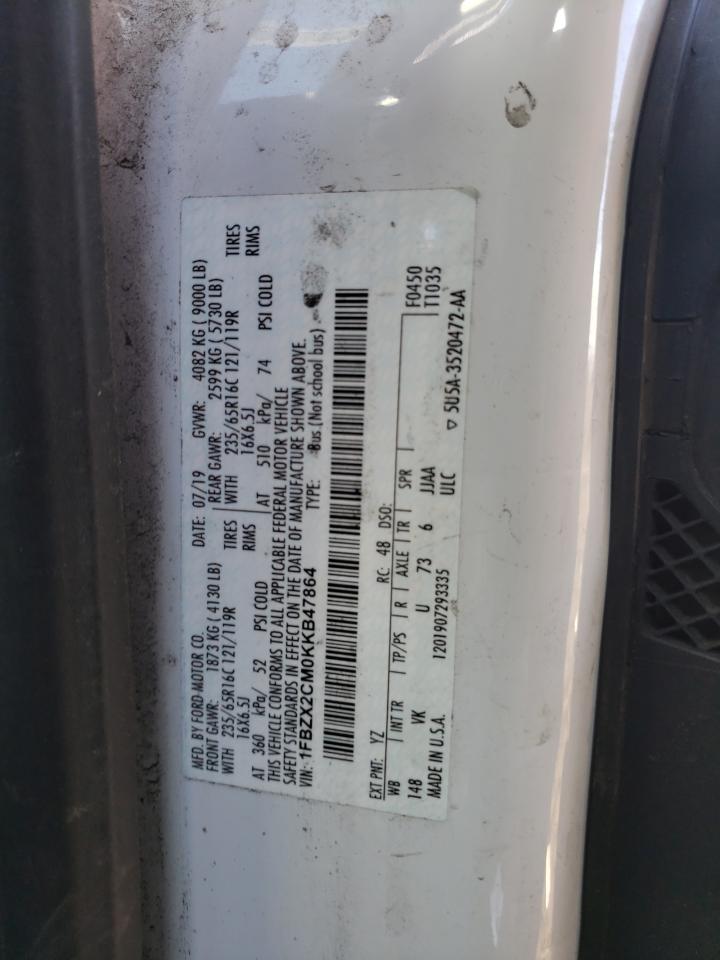 MFD. BY FORD MOTOR CO. DATE: 07/19 GVWR: 4082 KG ( 9000 LB)
FRONT GAWR: 1873 KG ( 4130 LB) REAR GAWR: 2599 KG ( 5730 LB)
WITH 235/65R16C 121/119R TIRES WITH 235/65R16C 121/119R TIRES
16X6.5J RIMS 16X6.5J RIMS
AT 360 kPa/ 52 PSI COLD AT 510 kPa/ 74 PSI COLD
THIS VEHICLE CONFORMS TO ALL APPLICABLE FEDERAL MOTOR VEHICLE
SAFETY STANDARDS IN EFFECT ON THE DATE OF MANUFACTURE SHOWN ABOVE.
VIN: 1FBZX2CM0KKB47864 TYPE: Bus (Not school bus)
EXT PNT: YZ RC: 48 DSO:
WB INT TR TP/PS R AXLE TR SPR F0450
148 VK U 73 6 JJAA T1035
MADE IN U.S.A. 1201907293335 ULC ▽ 5U5A-3520472-AA